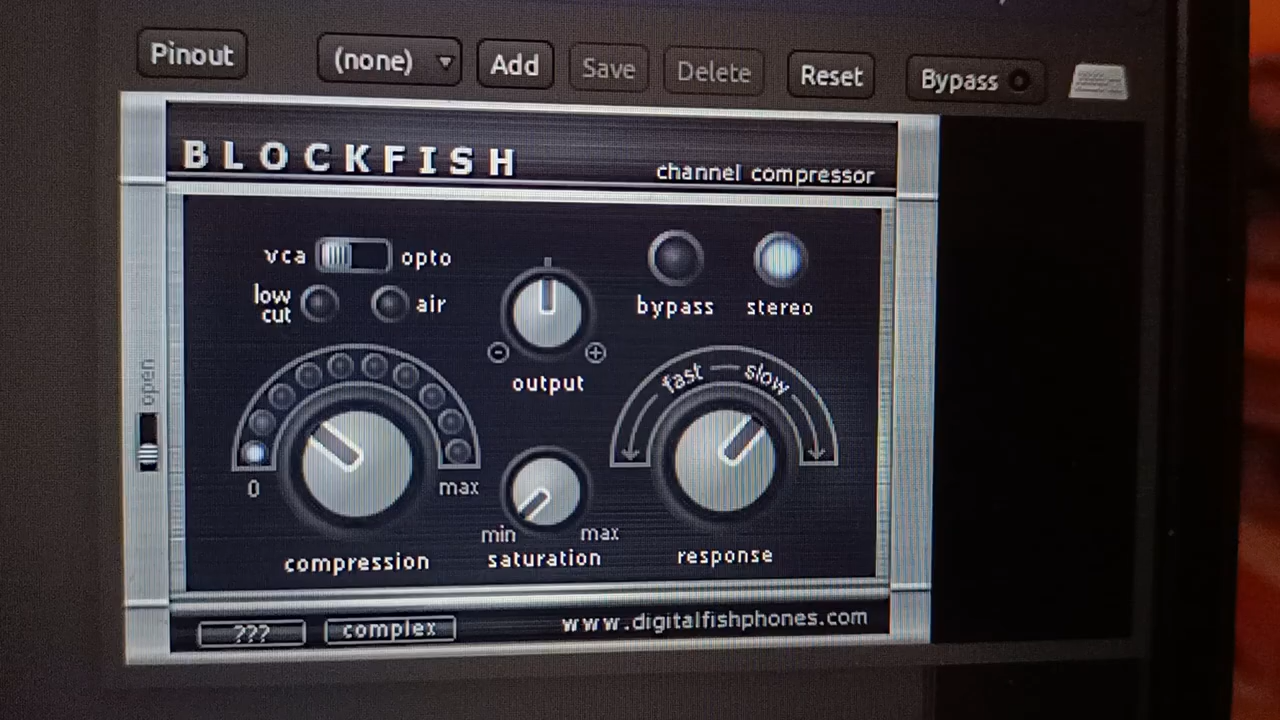 Pinout (none) Add Save Delete Reset Bypass
BLOCKFISH
channel compressor
vca opto
low cut air
bypass stereo
output
open
fast slow
0 max
min max
compression saturation response
??? complex
www.digitalfishphones.com